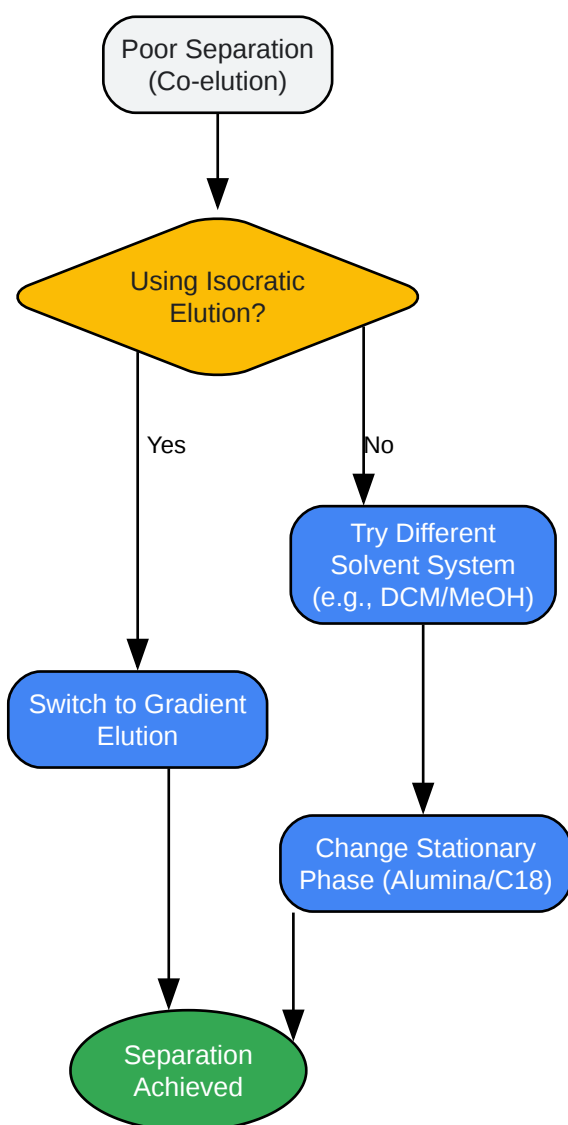 Poor Separation
(Co-elution)
Using Isocratic
Elution?
Yes
No
Try Different
Solvent System
(e.g., DCM/MeOH)
Switch to Gradient
Elution
Change Stationary
Phase (Alumina/C18)
Separation
Achieved